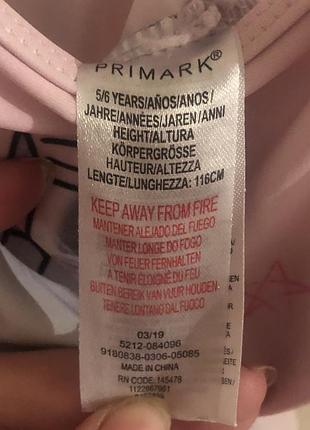 PRIMARK®
5/6 YEARS/AÑOS/ANOS/
JAHRE/ANNÉES/JAREN/ANNI
HEIGHT/ALTURA
KÖRPERGRÖSSE
HAUTEUR/ALTEZZA
LENGTE/LUNGHEZZA: 116CM
KEEP AWAY FROM FIRE
MANTENER ALEJADO DEL FUEGO
MANTER LONGE DO FOGO
VON FEUER FERNHALTEN
A TENIR ÉLOIGNÉ DU FEU
BUITEN BEREIK VAN VUUR HOUDEN
TENERE LONTANO DAL FUOCO
03/19
5212-084096
9180838-0306-05085
MADE IN CHINA
RN CODE: 145478